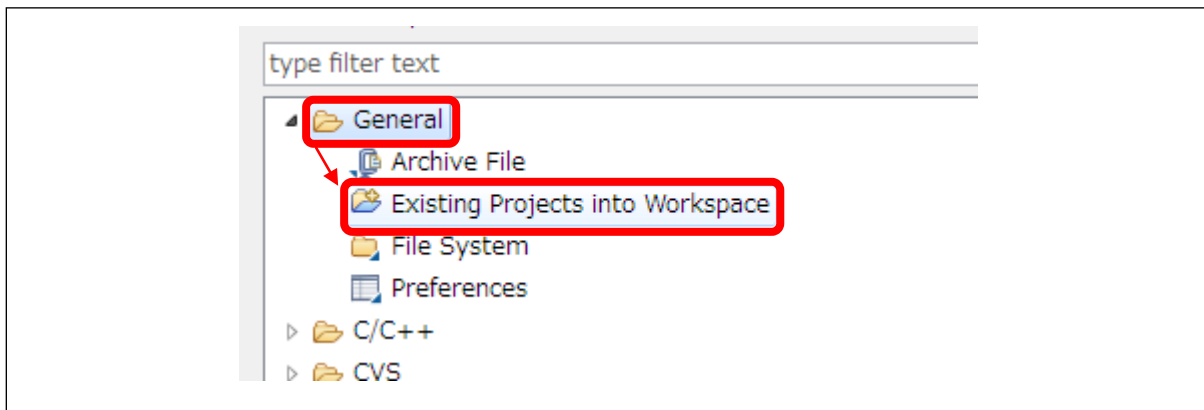 type filter text
General
Archive File
Existing Projects into Workspace
File System
Preferences
C/C++
CVS